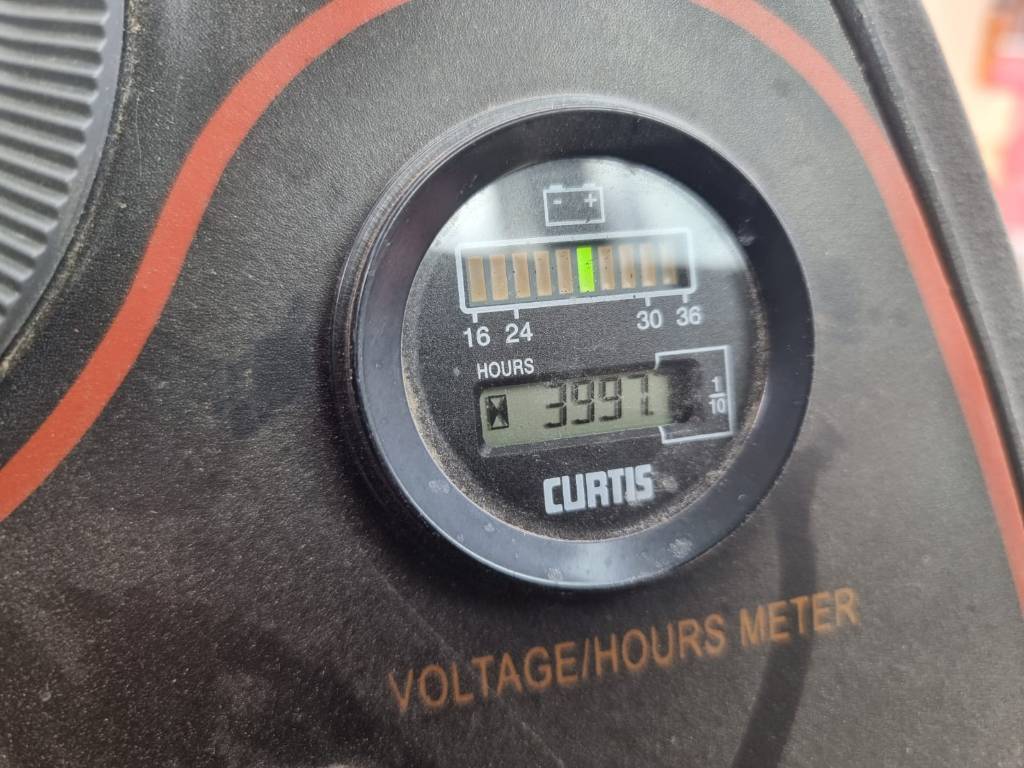 - +
16 24 30 36
HOURS
3997.
1/10
CURTIS
VOLTAGE/HOURS METER